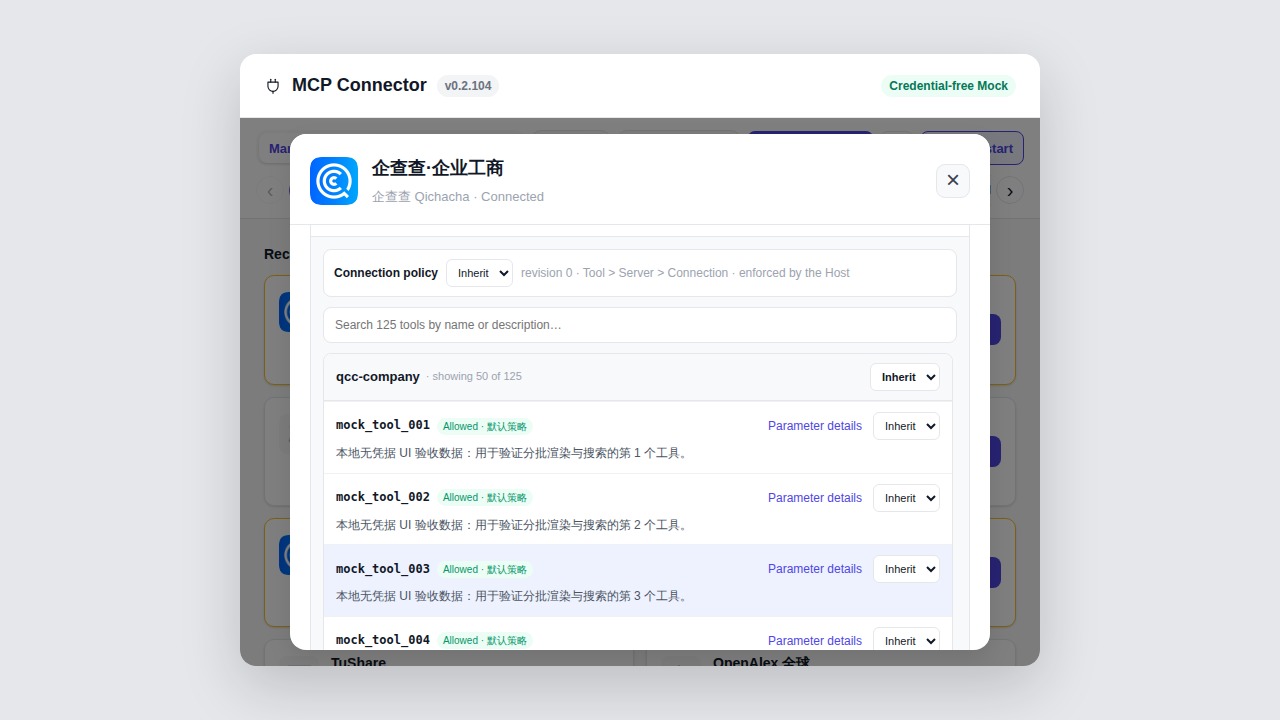 MCP Connector v0.2.104 Credential-free Mock
企查查·企业工商
企查查 Qichacha · Connected
Connection policy Inherit revision 0 · Tool > Server > Connection · enforced by the Host
Search 125 tools by name or description…
qcc-company · showing 50 of 125 Inherit
mock_tool_001 Allowed · 默认策略 Parameter details Inherit
本地无凭据 UI 验收数据：用于验证分批渲染与搜索的第 1 个工具。
mock_tool_002 Allowed · 默认策略 Parameter details Inherit
本地无凭据 UI 验收数据：用于验证分批渲染与搜索的第 2 个工具。
mock_tool_003 Allowed · 默认策略 Parameter details Inherit
本地无凭据 UI 验收数据：用于验证分批渲染与搜索的第 3 个工具。
mock_tool_004 Allowed · 默认策略 Parameter details Inherit
TuShare OpenAlex 全球